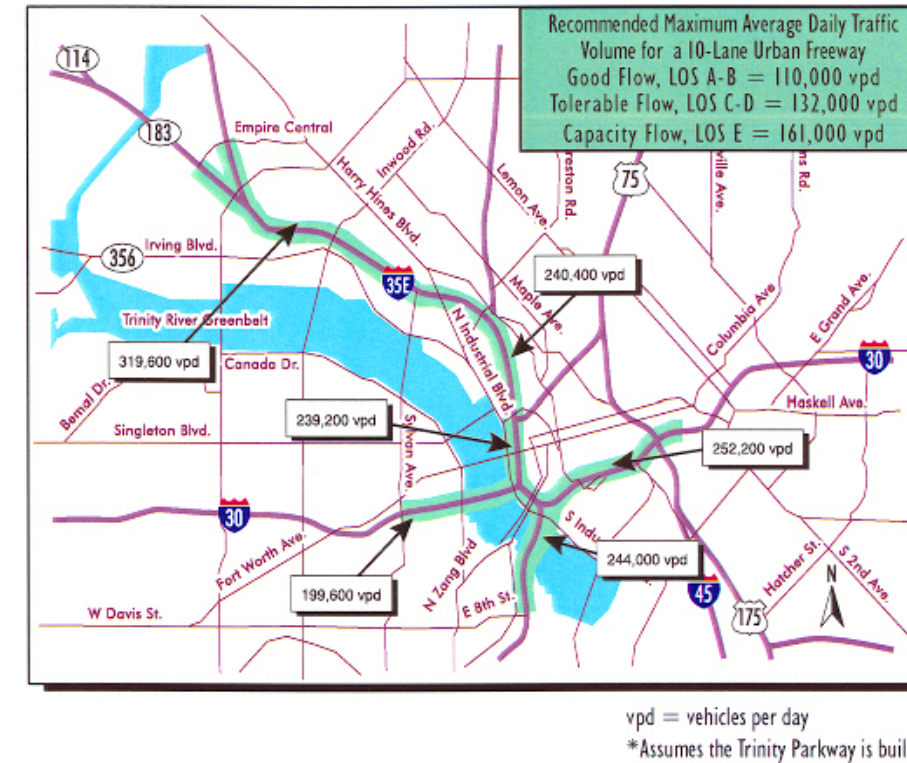 Recommended Maximum Average Daily Traffic
Volume for a 10-Lane Urban Freeway
Good Flow, LOS A-B = 110,000 vpd
Tolerable Flow, LOS C-D = 132,000 vpd
Capacity Flow, LOS E = 161,000 vpd
114
183
Empire Central
Harry Hines Blvd.
Inwood Rd.
Lemon Ave.
75
356
Irving Blvd.
35E
240,400 vpd
Maple Ave.
Columbia Ave
E Grand Ave.
Trinity River Greenbelt
319,600 vpd
N Industrial Blvd.
30
Canada Dr.
Bernal Dr.
Haskell Ave.
239,200 vpd
Singleton Blvd.
Sylvan Ave.
252,200 vpd
30
Fort Worth Ave.
S Indu
244,000 vpd
199,600 vpd
N Zang Blvd
E 8th St.
W Davis St.
45
175
Hatcher St.
S 2nd Ave.
N
vpd = vehicles per day
*Assumes the Trinity Parkway is buil